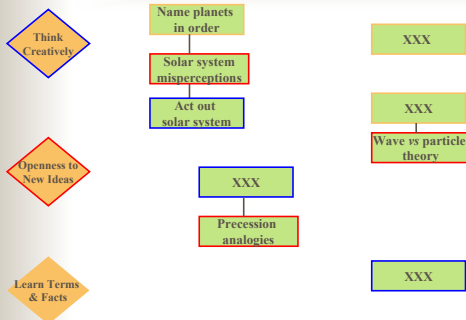 Think
Creatively
Name planets
in order
XXX
Solar system
misperceptions
XXX
Act out
solar system
Wave vs particle
theory
Openness to
New Ideas
XXX
Precession
analogies
Learn Terms
& Facts
XXX